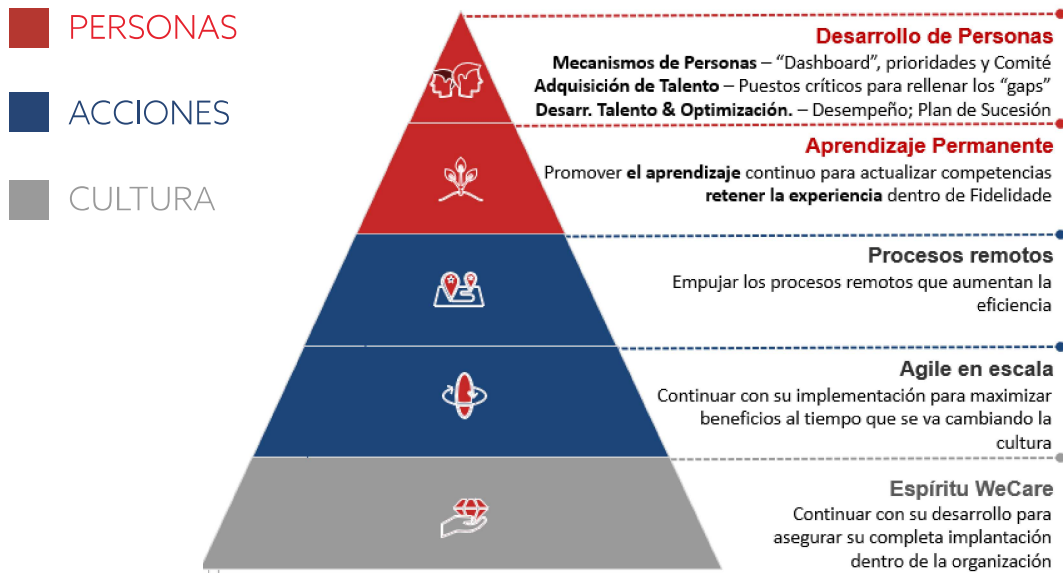 PERSONAS
ACCIONES
CULTURA
Desarrollo de Personas
Mecanismos de Personas – “Dashboard”, prioridades y Comité
Adquisición de Talento – Puestos críticos para rellenar los “gaps”
Desarr. Talento & Optimización. – Desempeño; Plan de Sucesión
Aprendizaje Permanente
Promover el aprendizaje continuo para actualizar competencias
retener la experiencia dentro de Fidelidade
Procesos remotos
Empujar los procesos remotos que aumentan la
eficiencia
Agile en escala
Continuar con su implementación para maximizar
beneficios al tiempo que se va cambiando la
cultura
Espíritu WeCare
Continuar con su desarrollo para
asegurar su completa implantación
dentro de la organización